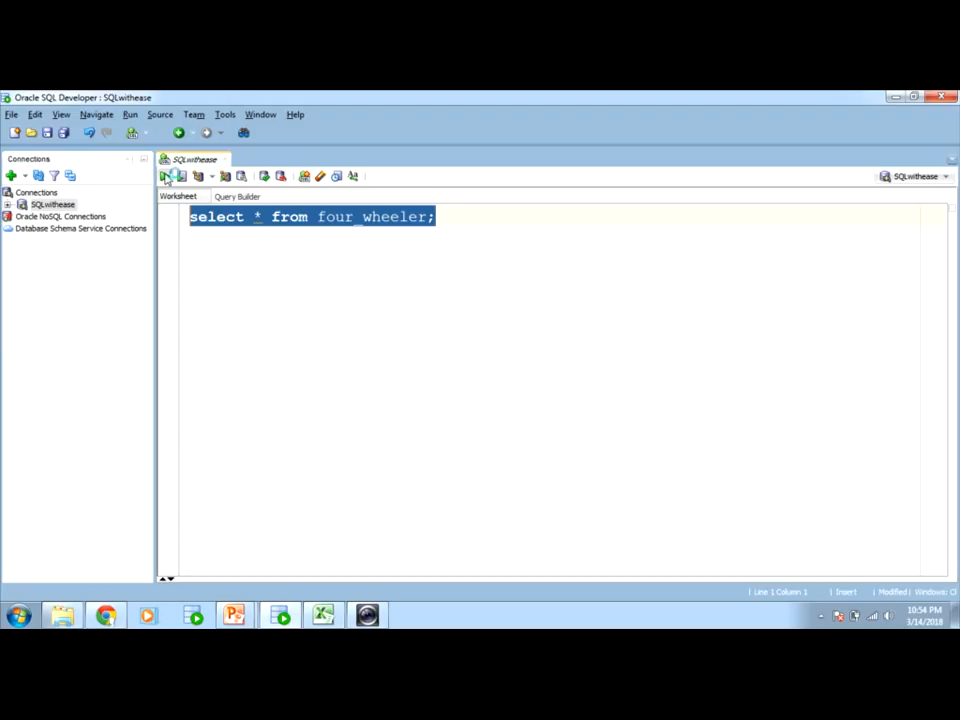 Oracle SQL Developer : SQLwithease
File Edit View Navigate Run Source Team Tools Window Help
Connections
SQLwithease
SQLwithease
Worksheet Query Builder
Connections
SQLwithease
Oracle NoSQL Connections
Database Schema Service Connections
select * from four_wheeler;
Line 1 Column 1 Insert Modified Windows: C
10:54 PM
3/14/2018